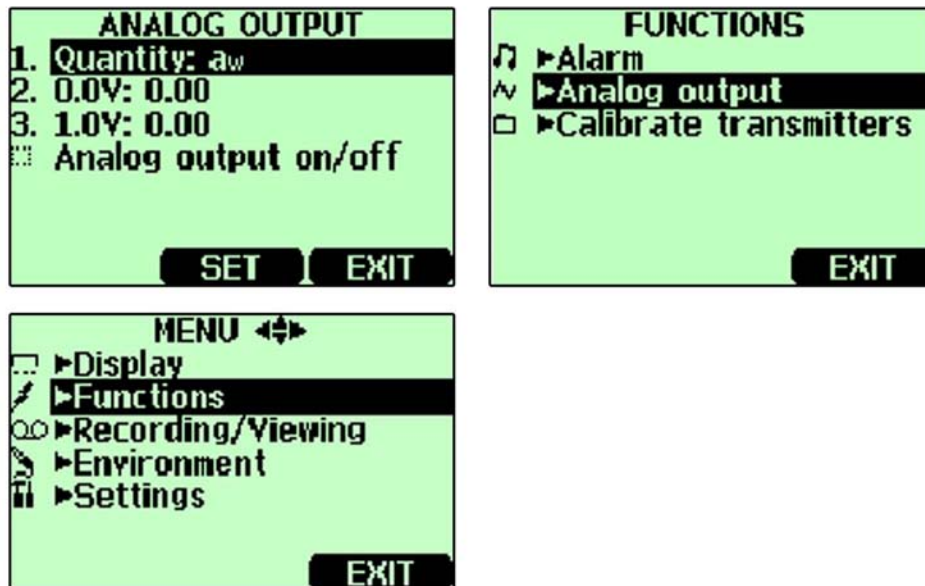 ANALOG OUTPUT
1. Quantity: aw
2. 0.0V: 0.00
3. 1.0V: 0.00
Analog output on/off
SET EXIT
FUNCTIONS
Alarm
Analog output
Calibrate transmitters
EXIT
MENU
Display
Functions
Recording/Viewing
Environment
Settings
EXIT